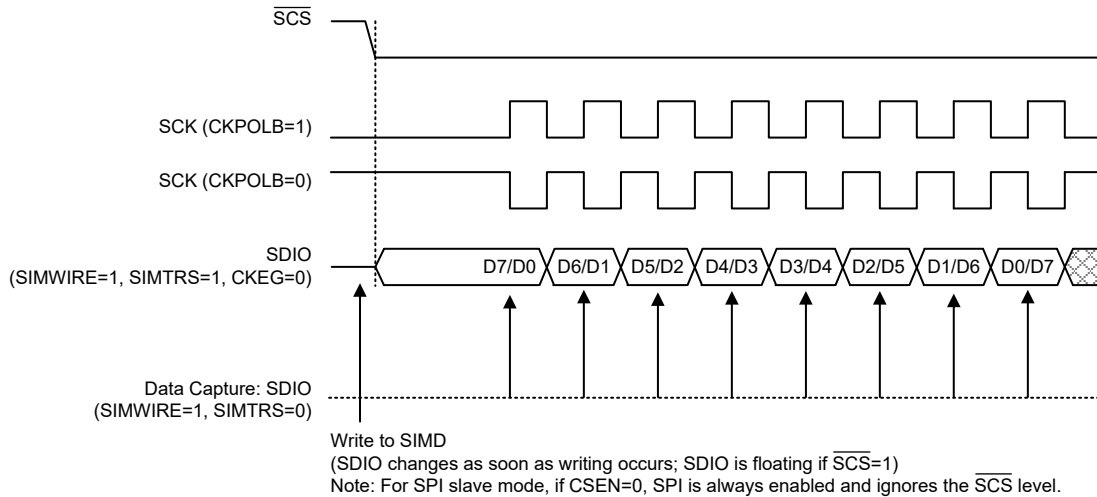 SCS
SCK (CKPOLB=1)
SCK (CKPOLB=0)
SDIO
(SIMWIRE=1, SIMTRS=1, CKEG=0)
D7/D0 D6/D1 D5/D2 D4/D3 D3/D4 D2/D5 D1/D6 D0/D7
Data Capture: SDIO
(SIMWIRE=1, SIMTRS=0)
Write to SIMD
(SDIO changes as soon as writing occurs; SDIO is floating if SCS=1)
Note: For SPI slave mode, if CSEN=0, SPI is always enabled and ignores the SCS level.